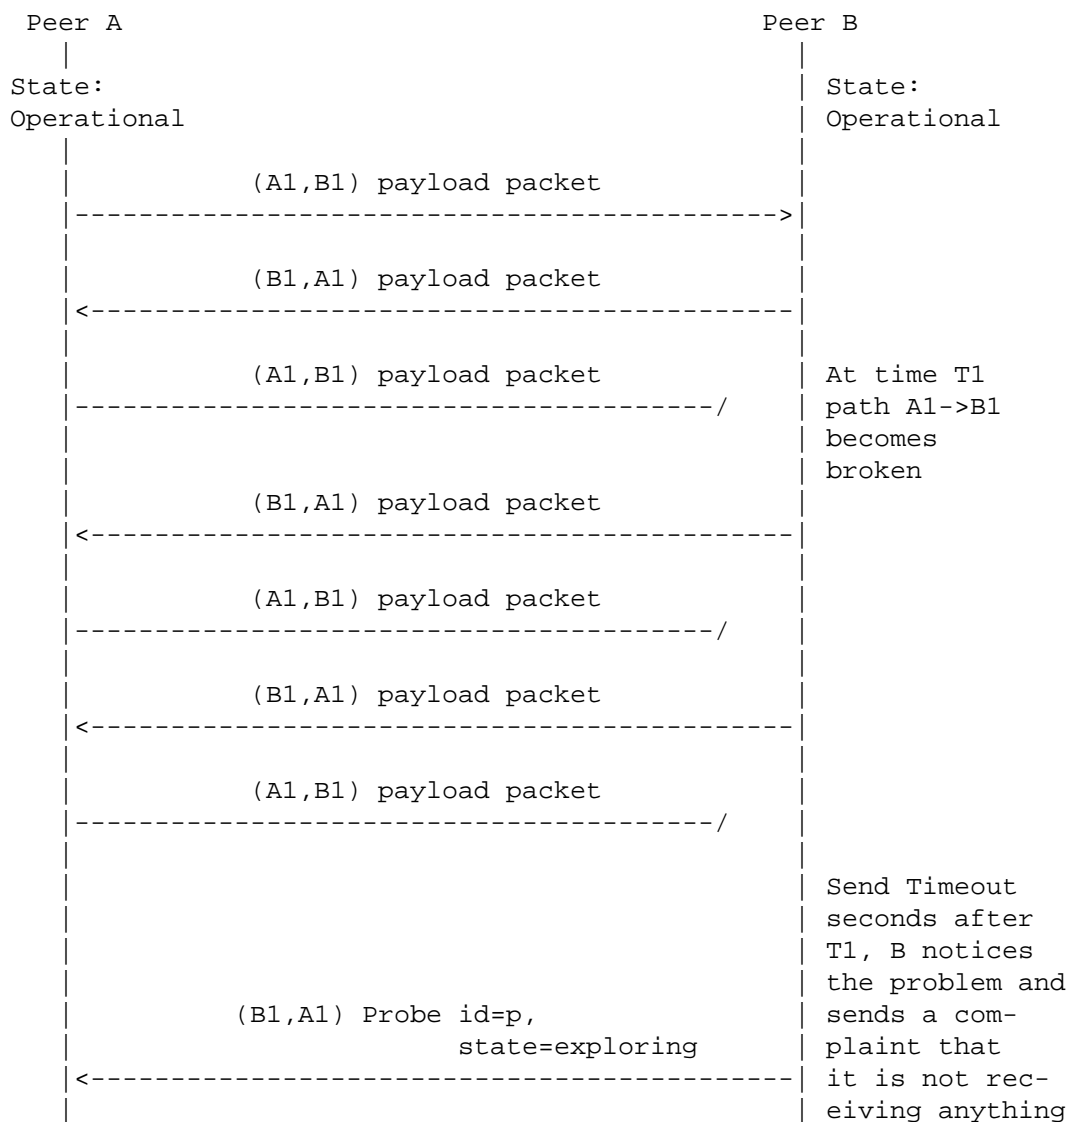 Peer A                                        Peer B
State:                                            State:
Operational                                       Operational
(A1,B1) payload packet
(B1,A1) payload packet
(A1,B1) payload packet                 At time T1
path A1->B1
becomes
broken
(B1,A1) payload packet
(A1,B1) payload packet
(B1,A1) payload packet
(A1,B1) payload packet
Send Timeout
seconds after
T1, B notices
the problem and
(B1,A1) Probe id=p,                    sends a com-
state=exploring           plaint that
it is not rec-
eiving anything